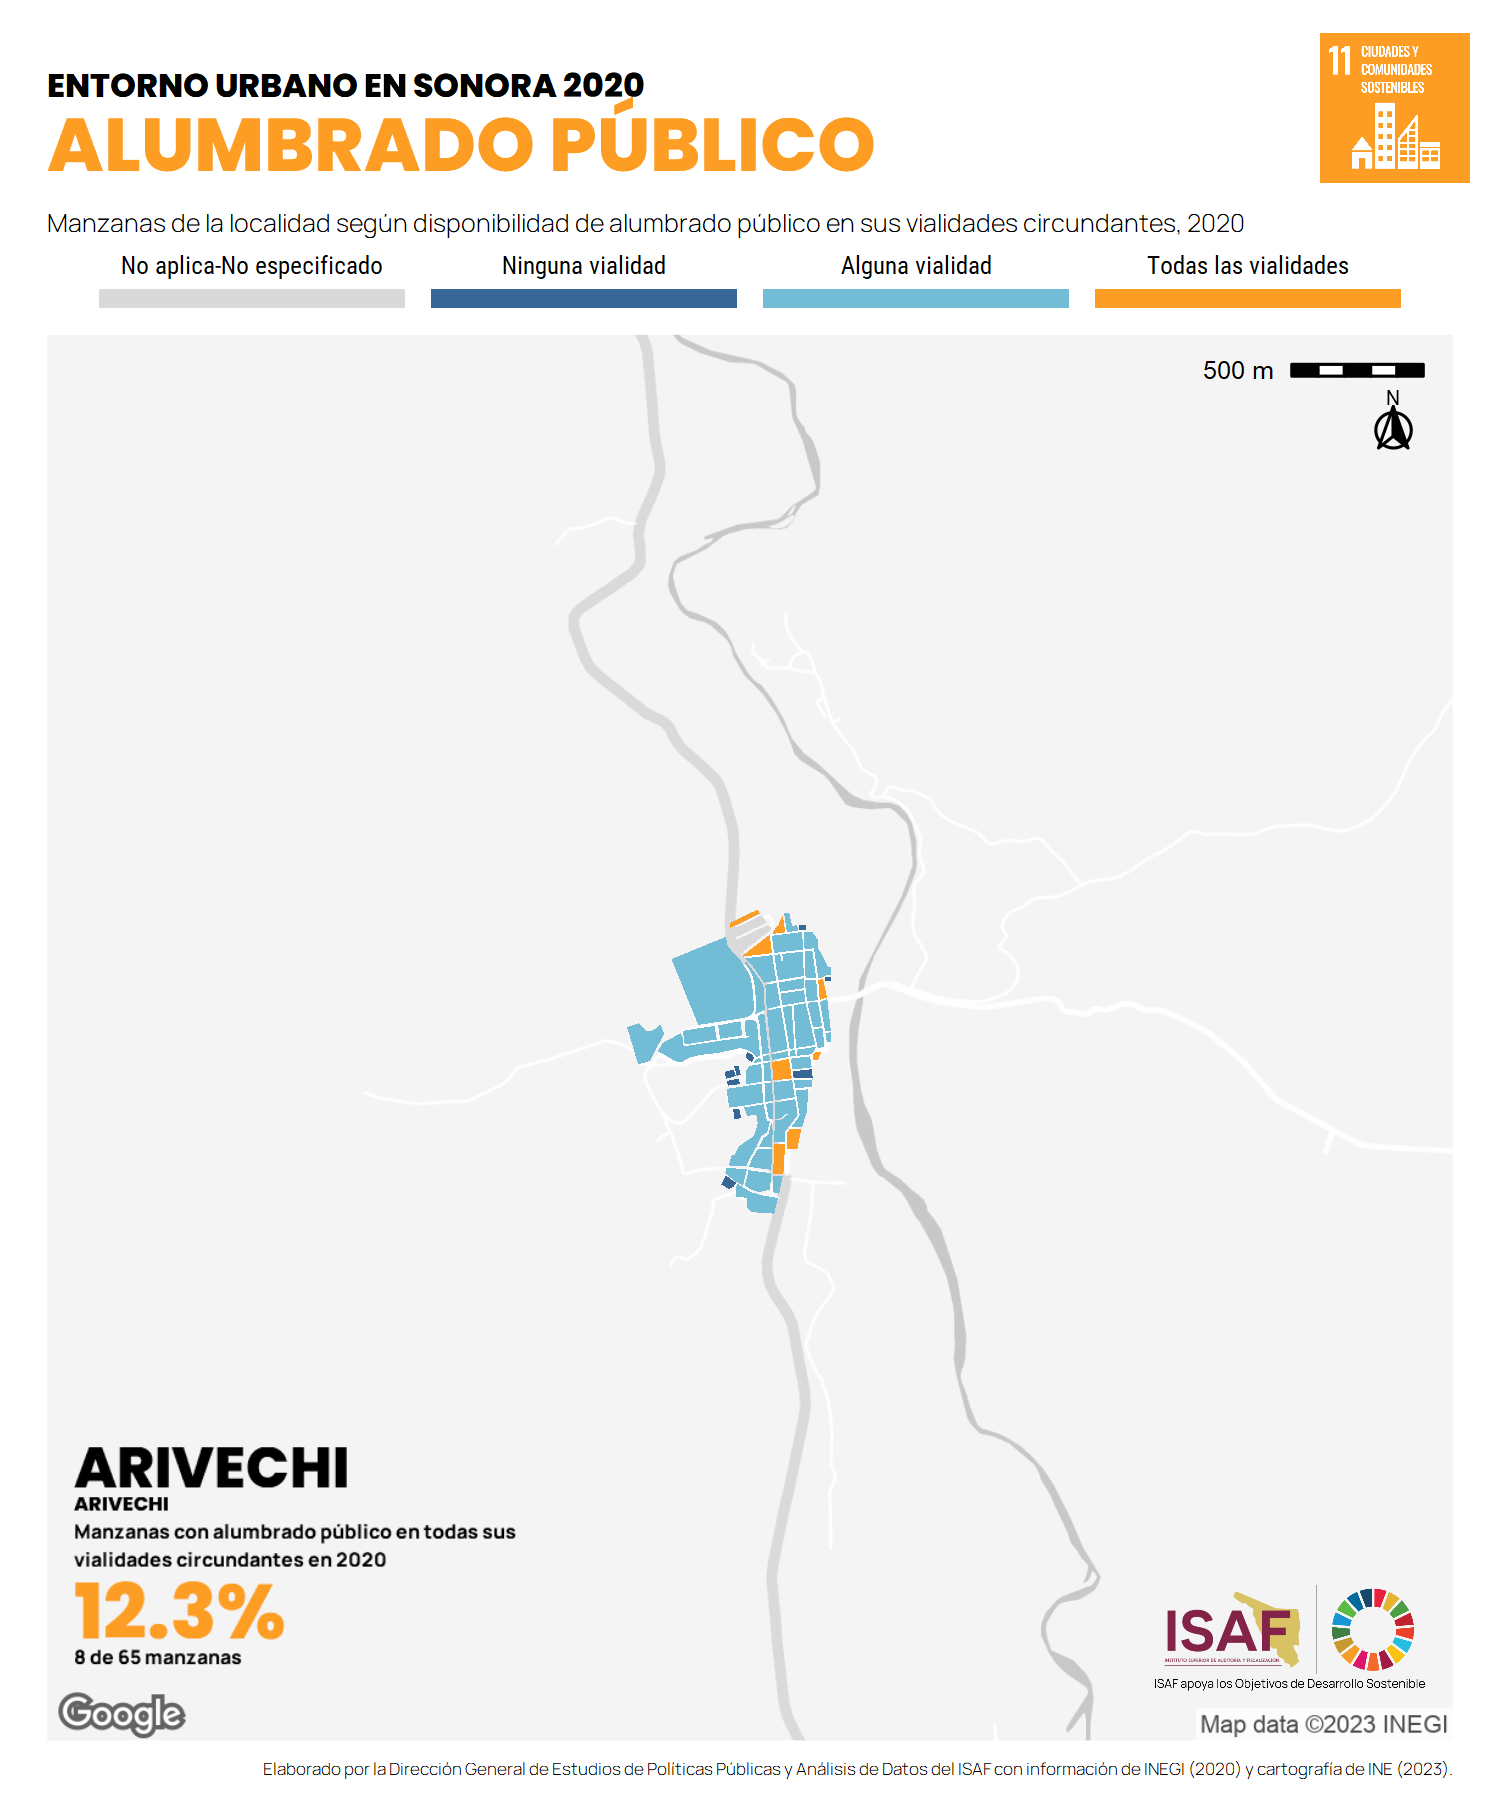 11 CIUDADES Y
COMUNIDADES
SOSTENIBLES
ENTORNO URBANO EN SONORA 2020
ALUMBRADO PÚBLICO
Manzanas de la localidad según disponibilidad de alumbrado público en sus vialidades circundantes, 2020
No aplica-No especificado
Ninguna vialidad
Alguna vialidad
Todas las vialidades
500 m
N
ARIVECHI
ARIVECHI
Manzanas con alumbrado público en todas sus
vialidades circundantes en 2020
12.3%
8 de 65 manzanas
Google
ISAF
INSTITUTO SUPERIOR DE AUDITORÍA Y FISCALIZACIÓN
ISAF apoya los Objetivos de Desarrollo Sostenible
Map data ©2023 INEGI
Elaborado por la Dirección General de Estudios de Políticas Públicas y Análisis de Datos del ISAF con información de INEGI (2020) y cartografía de INE (2023).